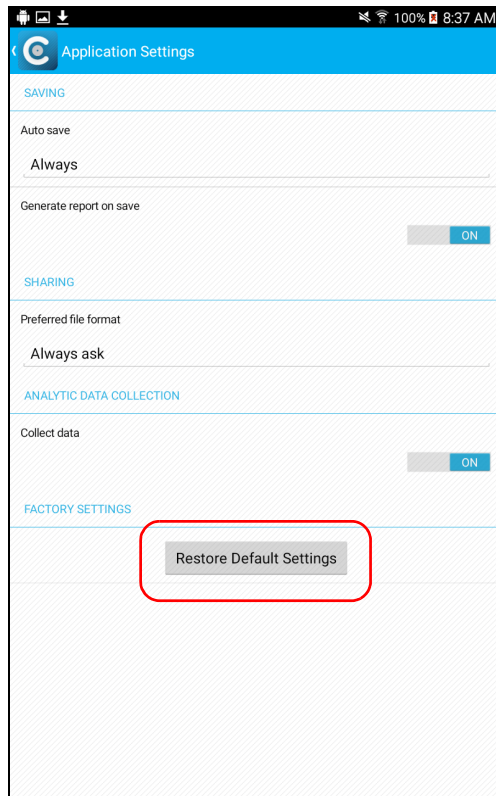 100% 8:37 AM
Application Settings
SAVING
Auto save
Always
Generate report on save
ON
SHARING
Preferred file format
Always ask
ANALYTIC DATA COLLECTION
Collect data
ON
FACTORY SETTINGS
Restore Default Settings